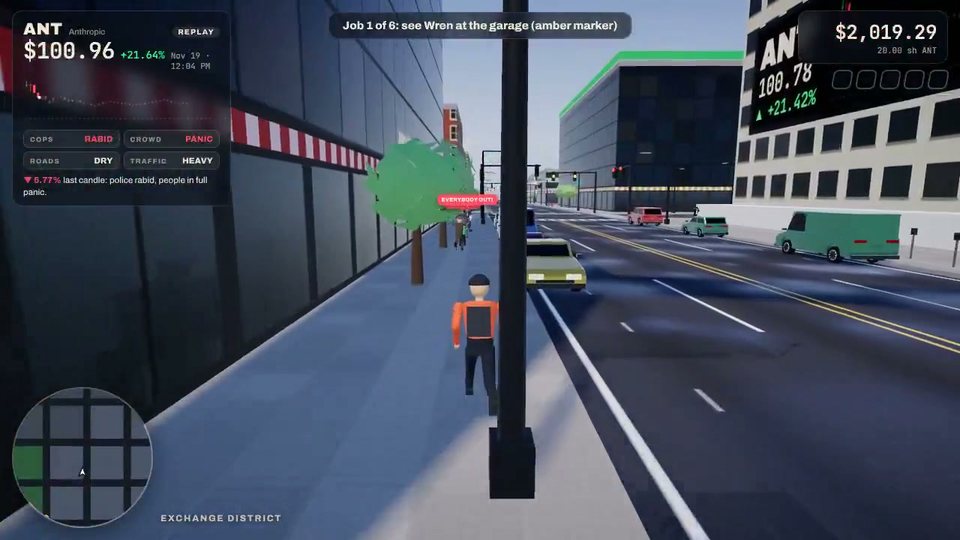 ANT Anthropic REPLAY
$100.96 +21.64% Nov 19 · 12:04 PM
COPS RABID CROWD PANIC
ROADS DRY TRAFFIC HEAVY
▼ 5.77% last candle: police rabid, people in full panic.
Job 1 of 6: see Wren at the garage (amber marker)
$2,019.29
20.00 sh ANT
ANT
100.78
▲ +21.42%
EVERYBODY OUT!
EXCHANGE DISTRICT